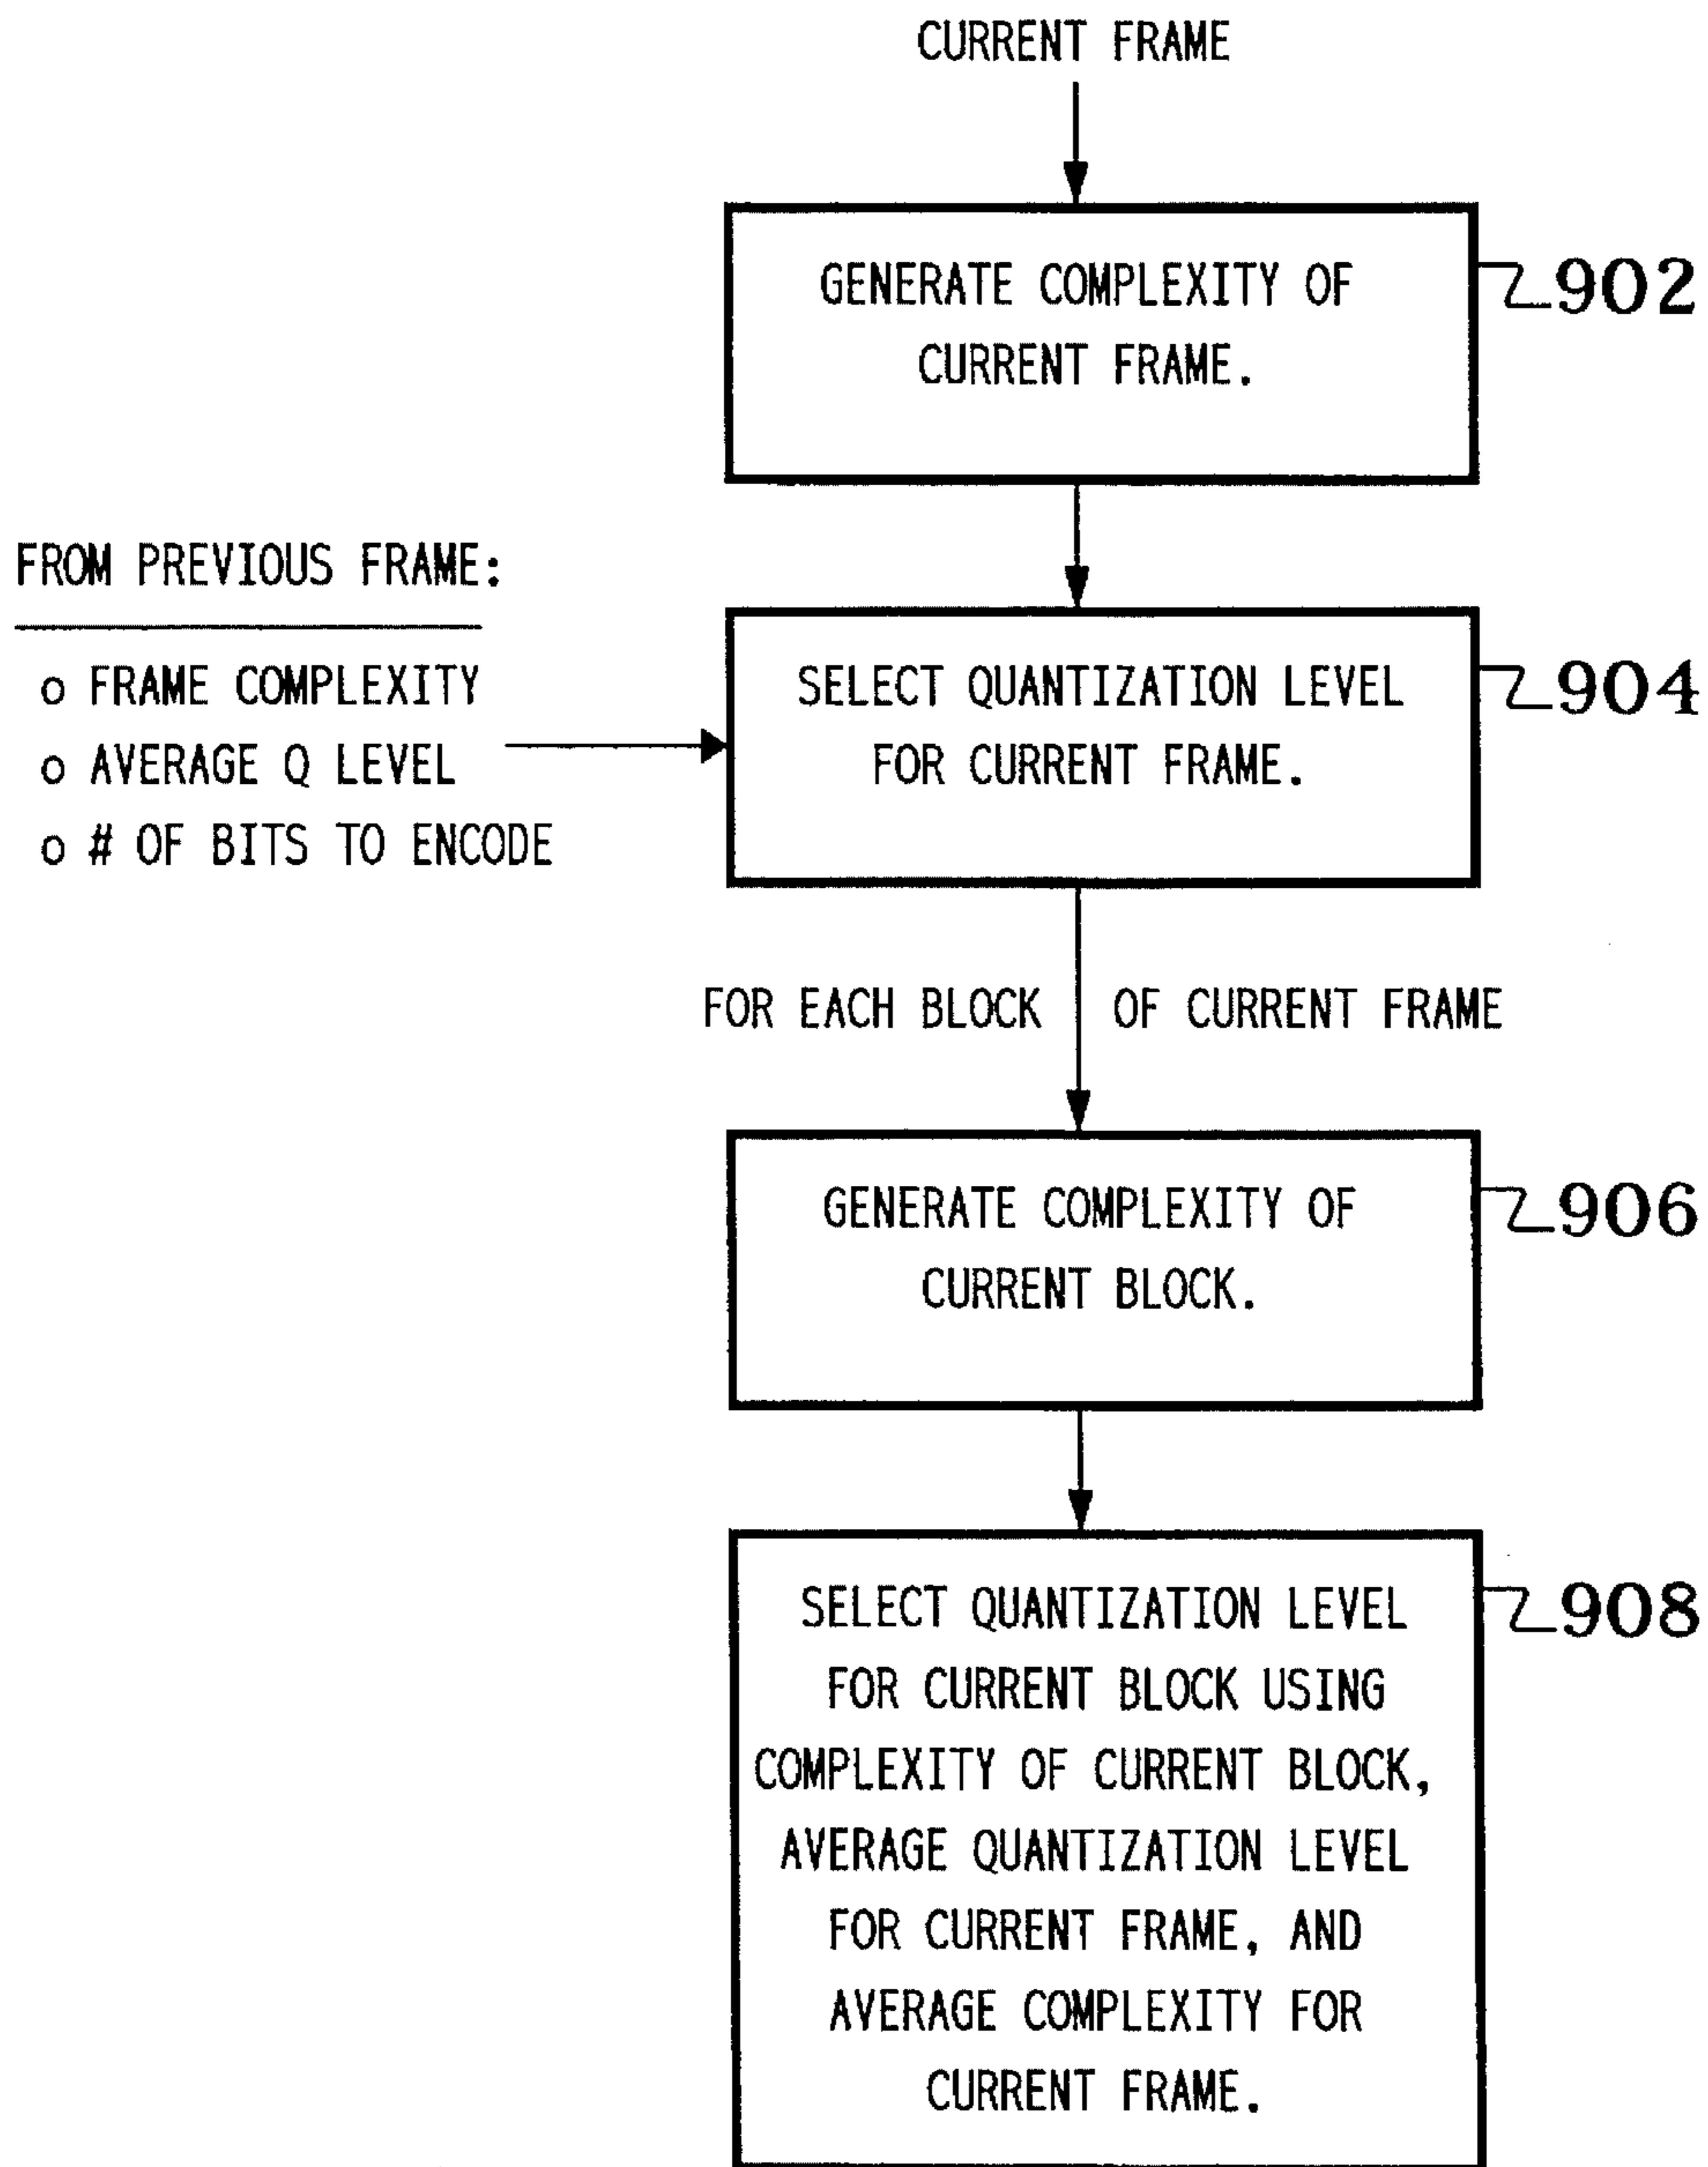 CURRENT FRAME
GENERATE COMPLEXITY OF
CURRENT FRAME.
902
FROM PREVIOUS FRAME:
o FRAME COMPLEXITY
o AVERAGE Q LEVEL
o # OF BITS TO ENCODE
SELECT QUANTIZATION LEVEL
FOR CURRENT FRAME.
904
FOR EACH BLOCK OF CURRENT FRAME
GENERATE COMPLEXITY OF
CURRENT BLOCK.
906
SELECT QUANTIZATION LEVEL
FOR CURRENT BLOCK USING
COMPLEXITY OF CURRENT BLOCK,
AVERAGE QUANTIZATION LEVEL
FOR CURRENT FRAME, AND
AVERAGE COMPLEXITY FOR
CURRENT FRAME.
908